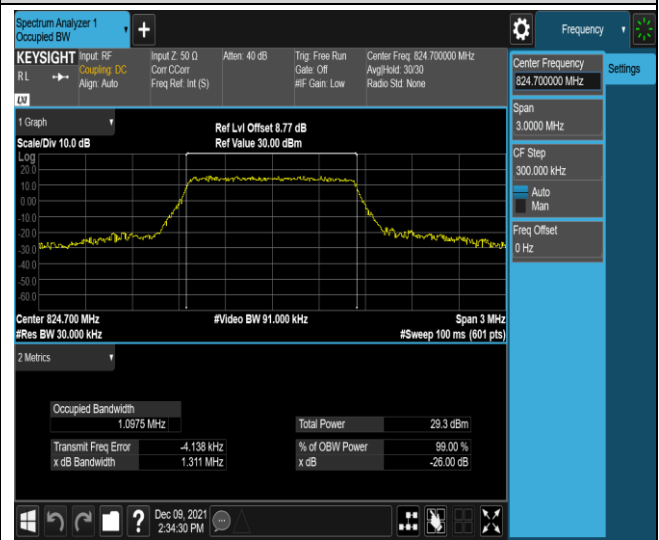 Spectrum Analyzer 1
Occupied BW
Frequency
KEYSIGHT
Input: RF
Coupling: DC
Align: Auto
Input Z: 50 Ω
Corr CCorr
Freq Ref: Int (S)
Atten: 40 dB
Trig: Free Run
Gate: Off
#IF Gain: Low
Center Freq: 824.700000 MHz
Avg|Hold: 30/30
Radio Std: None
R L
LXI
Center Frequency
824.700000 MHz
Settings
Span
3.0000 MHz
CF Step
300.000 kHz
Auto
Man
Freq Offset
0 Hz
1 Graph
Scale/Div 10.0 dB
Ref Lvl Offset 8.77 dB
Ref Value 30.00 dBm
Log
20.0
10.0
0.00
-10.0
-20.0
-30.0
-40.0
-50.0
-60.0
Center 824.700 MHz
#Video BW 91.000 kHz
Span 3 MHz
#Res BW 30.000 kHz
#Sweep 100 ms (601 pts)
2 Metrics
Occupied Bandwidth
1.0975 MHz
Total Power 29.3 dBm
Transmit Freq Error -4.138 kHz
% of OBW Power 99.00 %
x dB Bandwidth 1.311 MHz
x dB -26.00 dB
?
Dec 09, 2021
2:34:30 PM